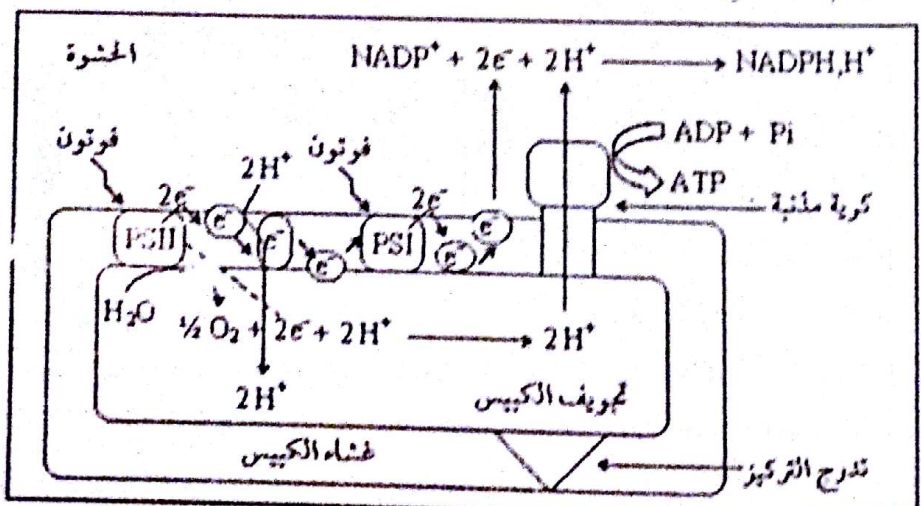 الحشوة
NADP⁺ + 2e⁻ + 2H⁺ → NADPH,H⁺
فوتون
2H⁺
فوتون
ADP + Pi
ATP
كرية مذنبة
2e⁻
e⁻
e⁻
e⁻
2e⁻
e⁻
e⁻
PSII
PSI
H₂O
½ O₂ + 2e⁻ + 2H⁺ → 2H⁺
2H⁺
تجويف الكييس
غشاء الكييس
تدرج التركيز